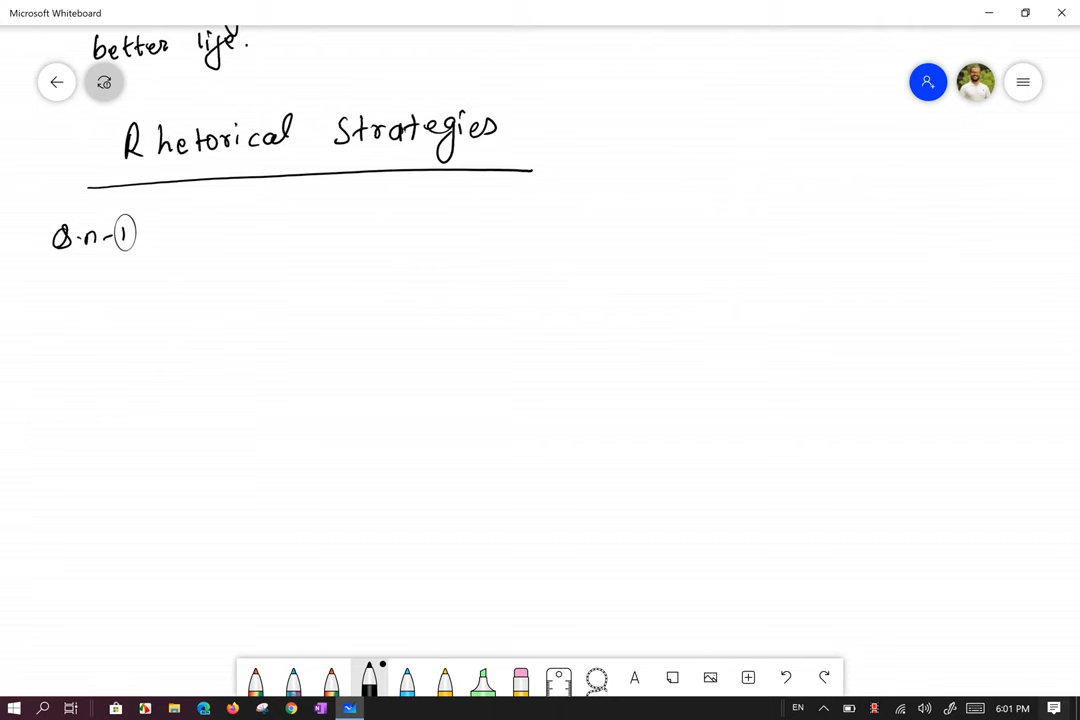 Microsoft Whiteboard
better life.
Rhetorical Strategies
Q.n-1
A
EN
6:01 PM